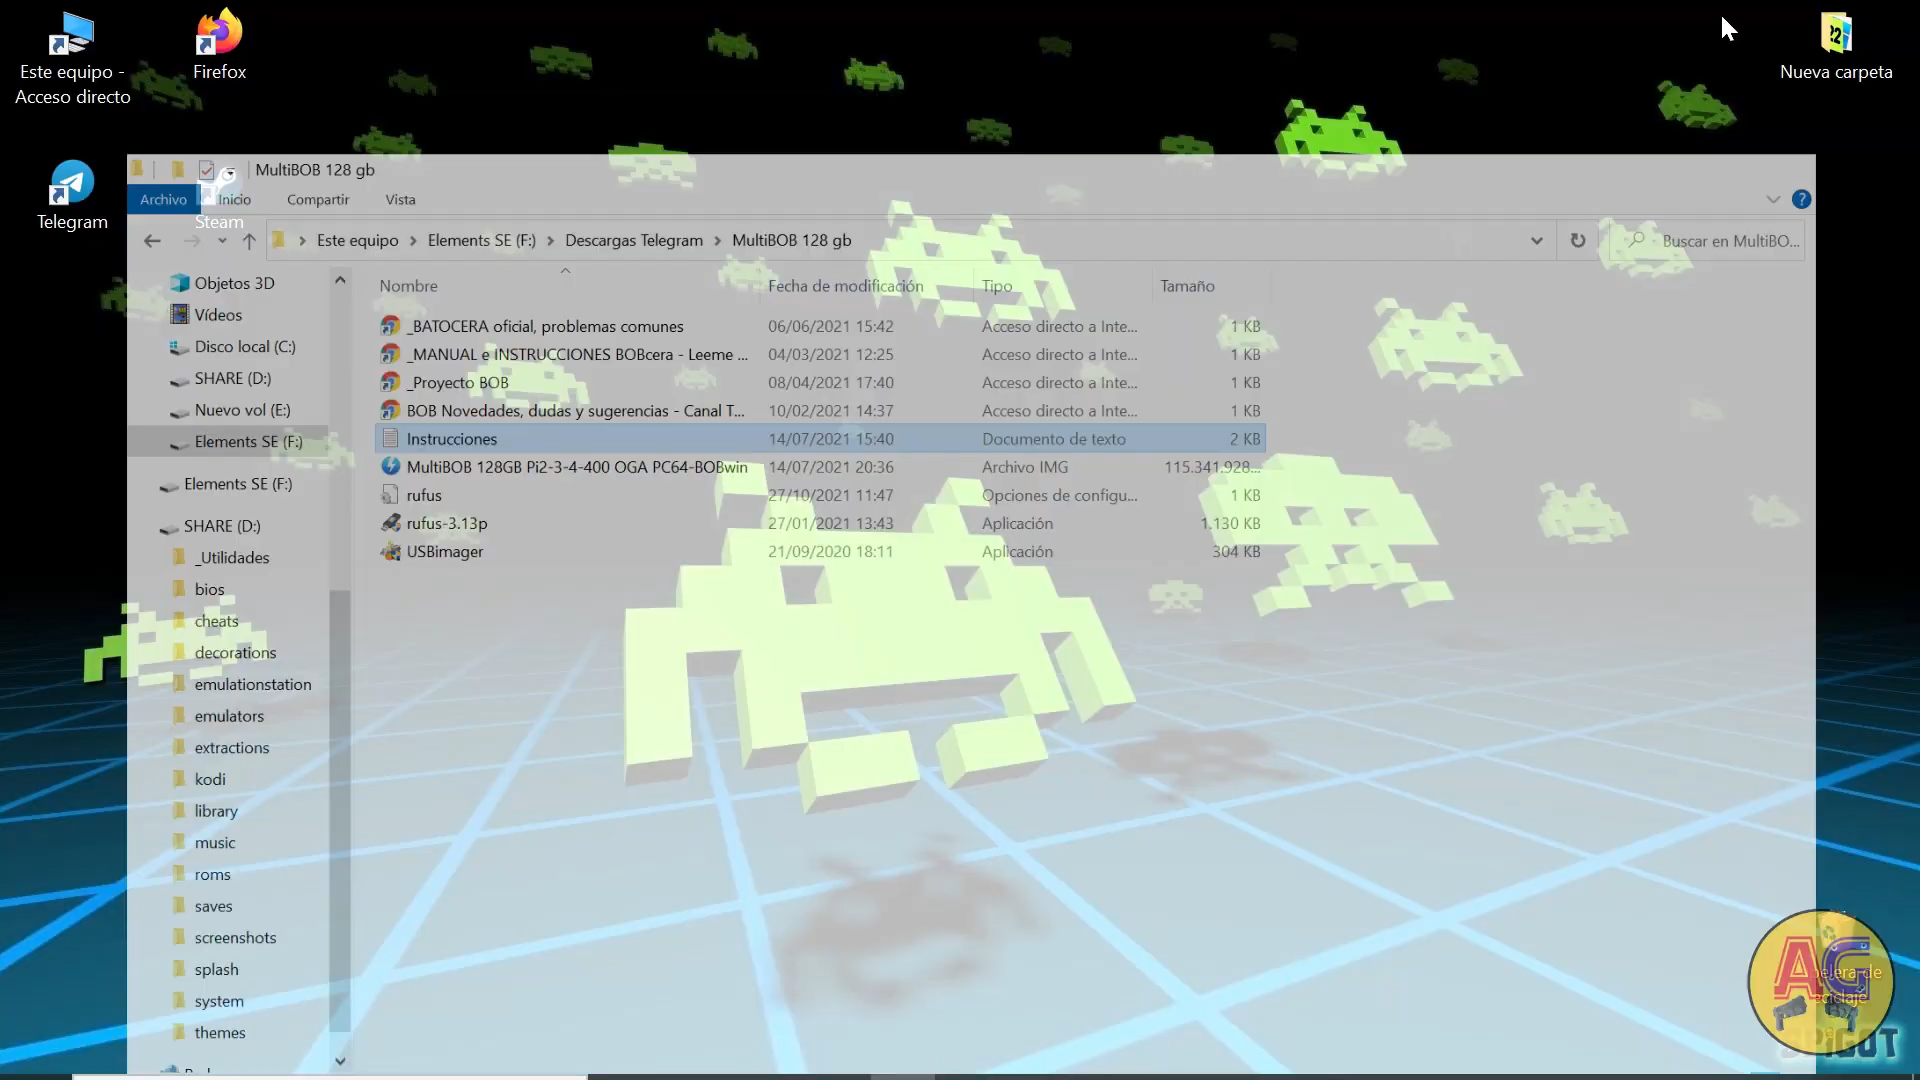 Este equipo -
Acceso directo
Firefox
Nueva carpeta
Telegram
Steam
MultiBOB 128 gb
Archivo Inicio Compartir Vista
Este equipo > Elements SE (F:) > Descargas Telegram > MultiBOB 128 gb
Buscar en MultiBO...
Nombre Fecha de modificación Tipo Tamaño
_BATOCERA oficial, problemas comunes 06/06/2021 15:42 Acceso directo a Inte... 1 KB
_MANUAL e INSTRUCCIONES BOBcera - Leeme ... 04/03/2021 12:25 Acceso directo a Inte... 1 KB
_Proyecto BOB 08/04/2021 17:40 Acceso directo a Inte... 1 KB
BOB Novedades, dudas y sugerencias - Canal T... 10/02/2021 14:37 Acceso directo a Inte... 1 KB
Instrucciones 14/07/2021 15:40 Documento de texto 2 KB
MultiBOB 128GB Pi2-3-4-400 OGA PC64-BOBwin 14/07/2021 20:36 Archivo IMG 115.341.928...
rufus 27/10/2021 11:47 Opciones de configu... 1 KB
rufus-3.13p 27/01/2021 13:43 Aplicación 1.130 KB
USBimager 21/09/2020 18:11 Aplicación 304 KB
Objetos 3D
Vídeos
Disco local (C:)
SHARE (D:)
Nuevo vol (E:)
Elements SE (F:)
Elements SE (F:)
SHARE (D:)
_Utilidades
bios
cheats
decorations
emulationstation
emulators
extractions
kodi
library
music
roms
saves
screenshots
splash
system
themes
AG